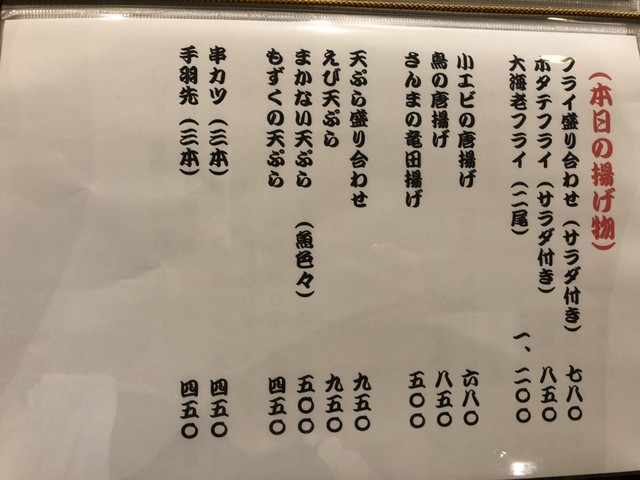 （本日の揚げ物）
フライ盛り合わせ（サラダ付き） 七八〇
ホタテフライ（サラダ付き） 八五〇
大海老フライ（二尾） 一、二〇〇
小エビの唐揚げ 六八〇
鳥の唐揚げ 八五〇
さんまの竜田揚げ 五〇〇
天ぷら盛り合わせ 九五〇
えび天ぷら 九五〇
まかない天ぷら（魚色々） 五〇〇
もずくの天ぷら 四五〇
串カツ（三本） 四五〇
手羽先（三本） 四五〇